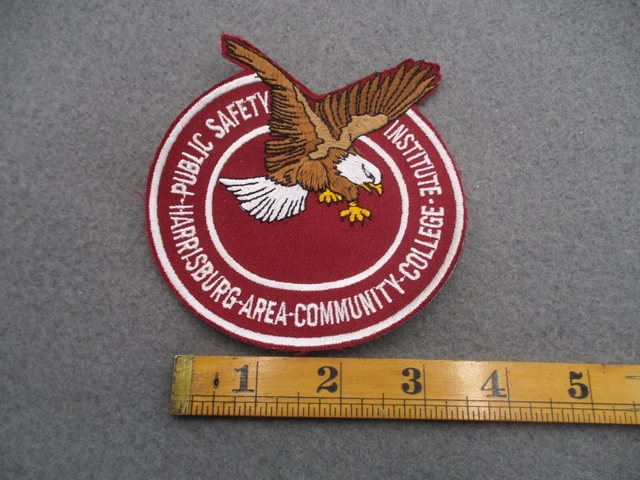 PUBLIC SAFETY INSTITUTE
HARRISBURG-AREA-COMMUNITY-COLLEGE
1 2 3 4 5